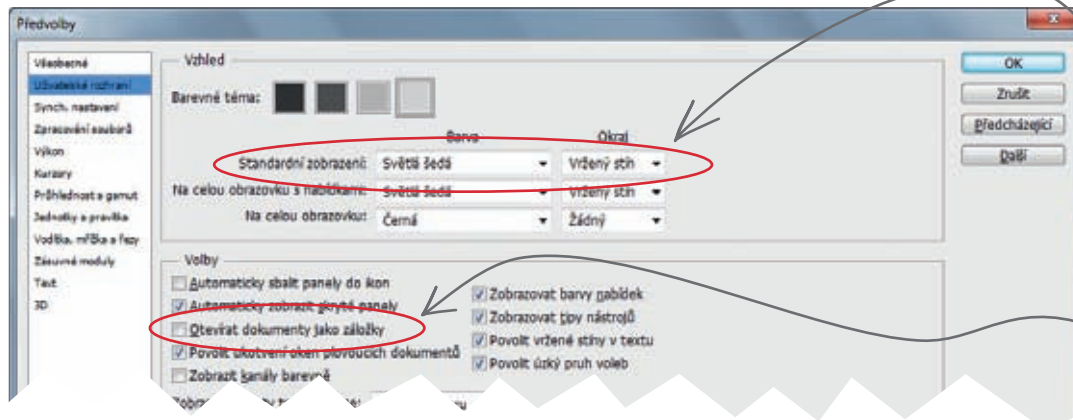 Předvolby
Všeobecné
Uživatelské rozhraní
Synch. nastavení
Zpracování souborů
Výkon
Kurzory
Průhlednost a gamut
Jednotky a pravítka
Vodítka, mřížka a řezy
Zásuvné moduly
Text
3D
Vzhled
Barevné téma:
Barva Okraj
Standardní zobrazení: Světlá šedá Vržený stín
Na celou obrazovku s nabídkami: Světlá šedá Vržený stín
Na celou obrazovku: Černá Žádný
Volby
Automaticky sbalit panely do ikon
Automaticky zobrazit skryté panely
Otevírat dokumenty jako záložky
Povolit ukotvení oken plovoucích dokumentů
Zobrazit kanály barevně
Zobrazovat barvy nabídek
Zobrazovat tipy nástrojů
Povolit vržené stíny v textu
Povolit úzký pruh voleb
OK
Zrušit
Předcházející
Další